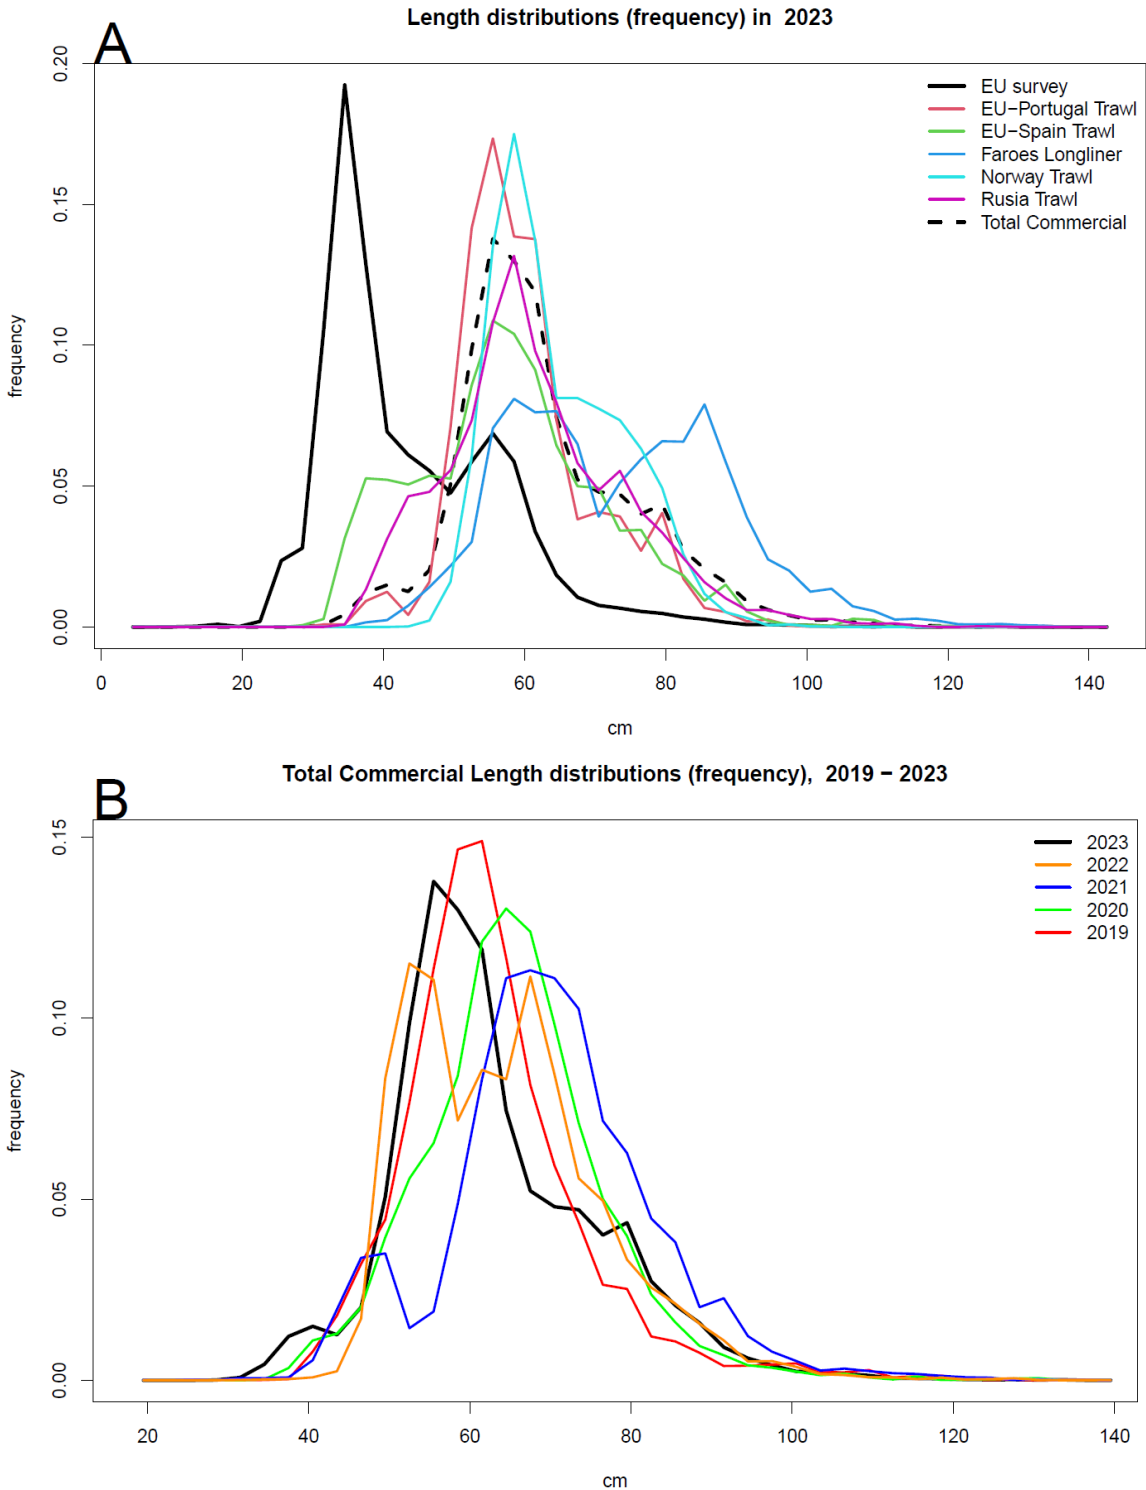 Length distributions (frequency) in 2023
A
0.20
0.15
0.10
0.05
0.00
frequency
EU survey
EU−Portugal Trawl
EU−Spain Trawl
Faroes Longliner
Norway Trawl
Rusia Trawl
Total Commercial
0 20 40 60 80 100 120 140
cm
Total Commercial Length distributions (frequency), 2019 − 2023
B
0.15
0.10
0.05
0.00
frequency
2023
2022
2021
2020
2019
20 40 60 80 100 120 140
cm